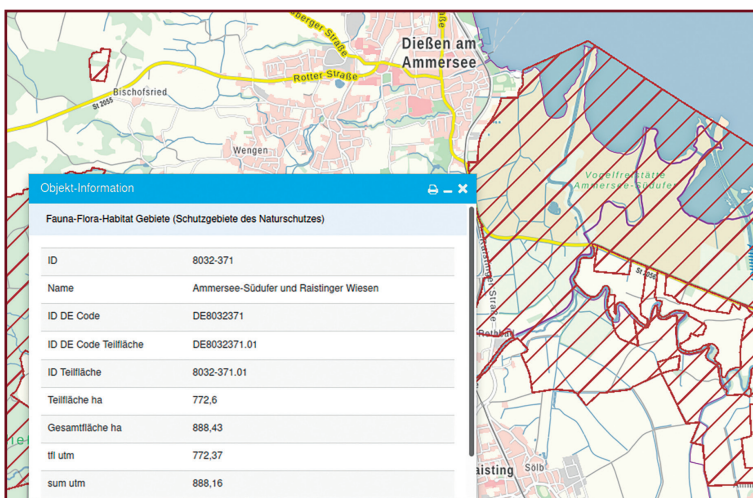 Dießen am
Ammersee
Rotter Straße
Bischofsried
St 2055
Wengen
Vogelfreistätte
Ammersee-Südufer
St 2056
Raistinger Straße
Sölb
Objekt-Information
Fauna-Flora-Habitat Gebiete (Schutzgebiete des Naturschutzes)
ID 8032-371
Name Ammersee-Südufer und Raistinger Wiesen
ID DE Code DE8032371
ID DE Code Teilfläche DE8032371.01
ID Teilfläche 8032-371.01
Teilfläche ha 772,6
Gesamtfläche ha 888,43
tfl utm 772,37
sum utm 888,16
aisting